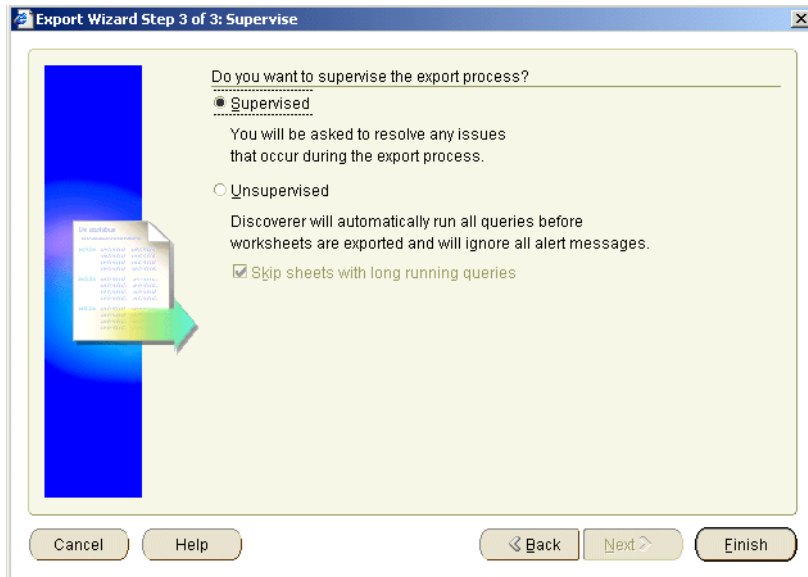 Export Wizard Step 3 of 3: Supervise
Do you want to supervise the export process?
Supervised
You will be asked to resolve any issues
that occur during the export process.
Unsupervised
Discoverer will automatically run all queries before
worksheets are exported and will ignore all alert messages.
Skip sheets with long running queries
Cancel Help Back Next Finish